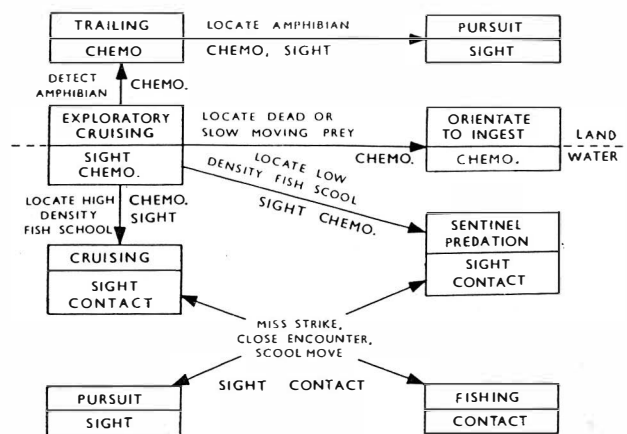 TRAILING
CHEMO
LOCATE AMPHIBIAN
CHEMO, SIGHT
PURSUIT
SIGHT
DETECT
AMPHIBIAN
CHEMO.
EXPLORATORY
CRUISING
SIGHT
CHEMO.
LOCATE DEAD OR
SLOW MOVING PREY
CHEMO.
ORIENTATE
TO INGEST
CHEMO.
LAND
WATER
LOCATE LOW
DENSITY FISH SCOOL
SIGHT CHEMO.
LOCATE HIGH
DENSITY
FISH SCHOOL
CHEMO.
SIGHT
CRUISING
SIGHT
CONTACT
SENTINEL
PREDATION
SIGHT
CONTACT
MISS STRIKE,
CLOSE ENCOUNTER,
SCOOL MOVE
SIGHT CONTACT
PURSUIT
SIGHT
FISHING
CONTACT